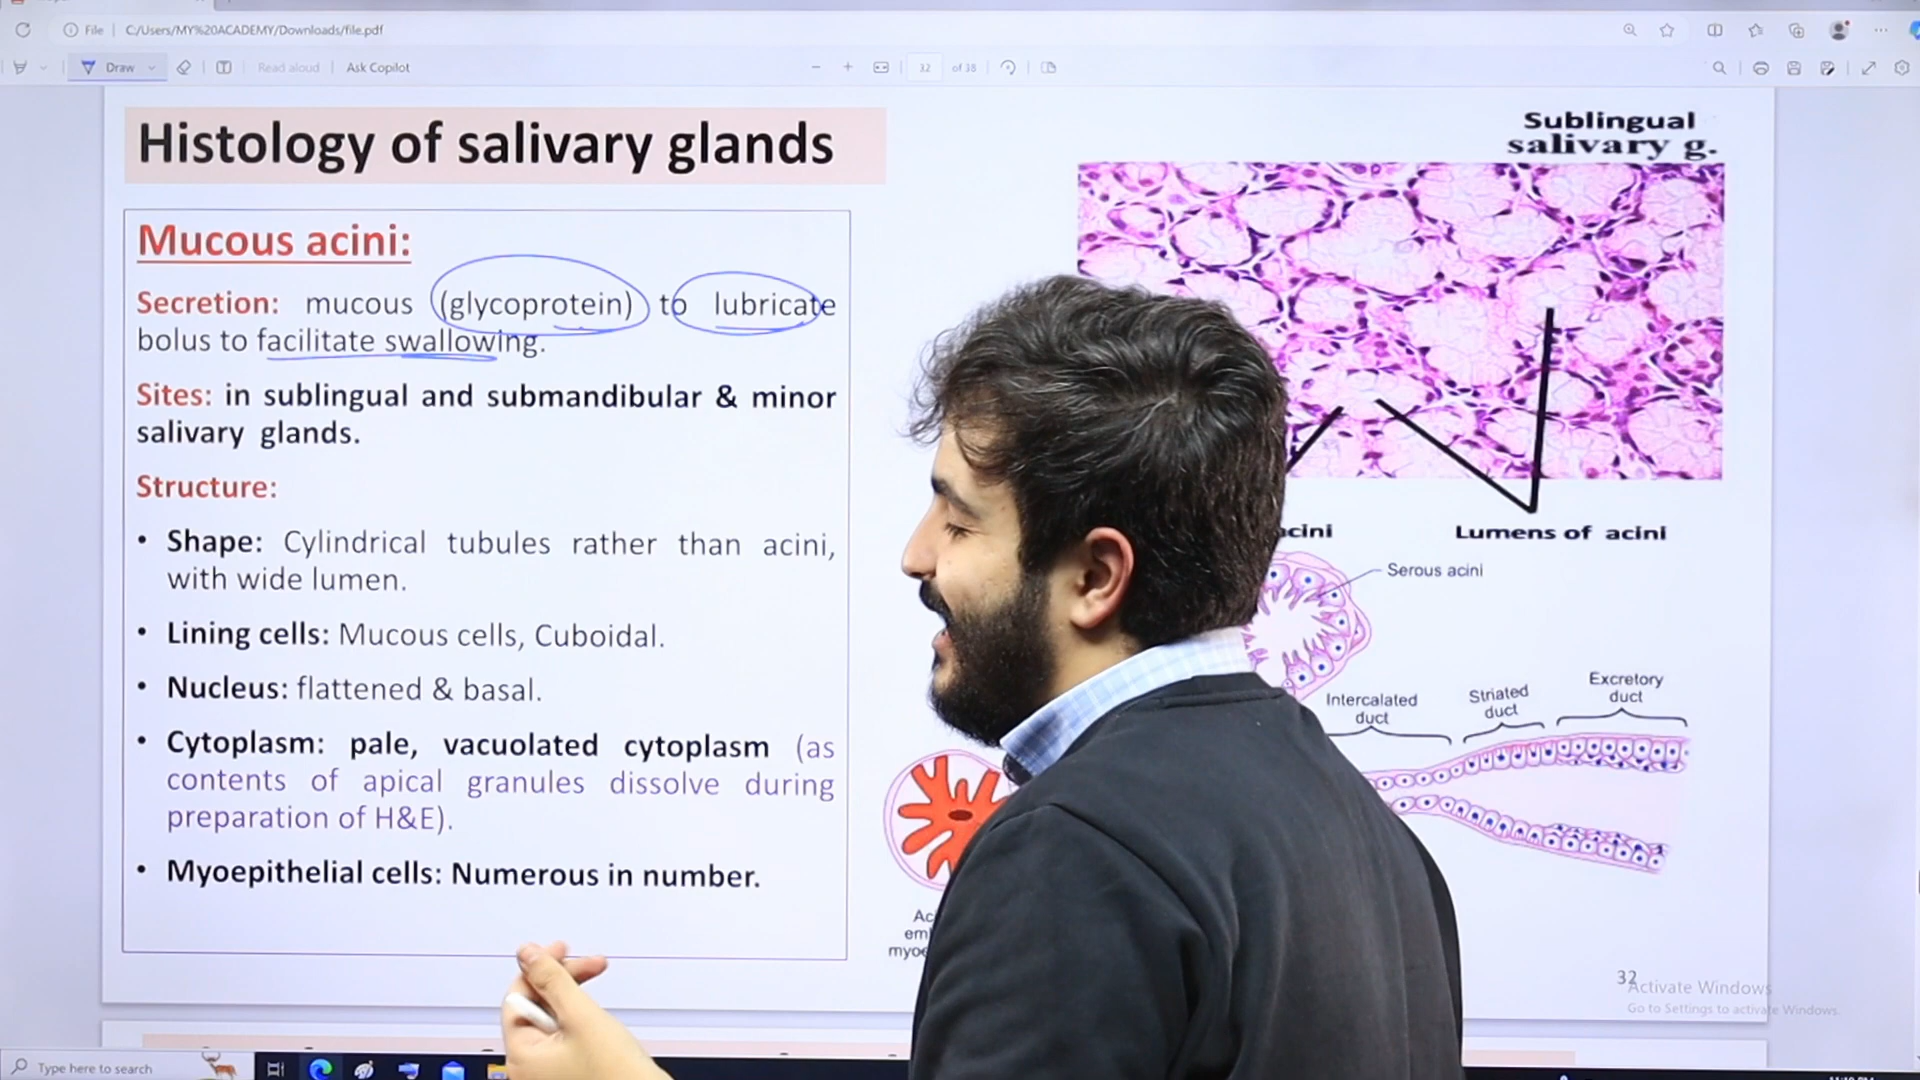 File
C:/Users/MY%20ACADEMY/Downloads/file.pdf
Draw
Read aloud
Ask Copilot
32
of 38
Histology of salivary glands
Mucous acini:
Secretion: mucous (glycoprotein) to lubricate
bolus to facilitate swallowing.
Sites: in sublingual and submandibular & minor
salivary glands.
Structure:
• Shape: Cylindrical tubules rather than acini,
with wide lumen.
• Lining cells: Mucous cells, Cuboidal.
• Nucleus: flattened & basal.
• Cytoplasm: pale, vacuolated cytoplasm (as
contents of apical granules dissolve during
preparation of H&E).
• Myoepithelial cells: Numerous in number.
Sublingual
salivary g.
Lumens of acini
Serous acini
Intercalated
duct
Striated
duct
Excretory
duct
32
Activate Windows
Go to Settings to activate Windows.
Type here to search